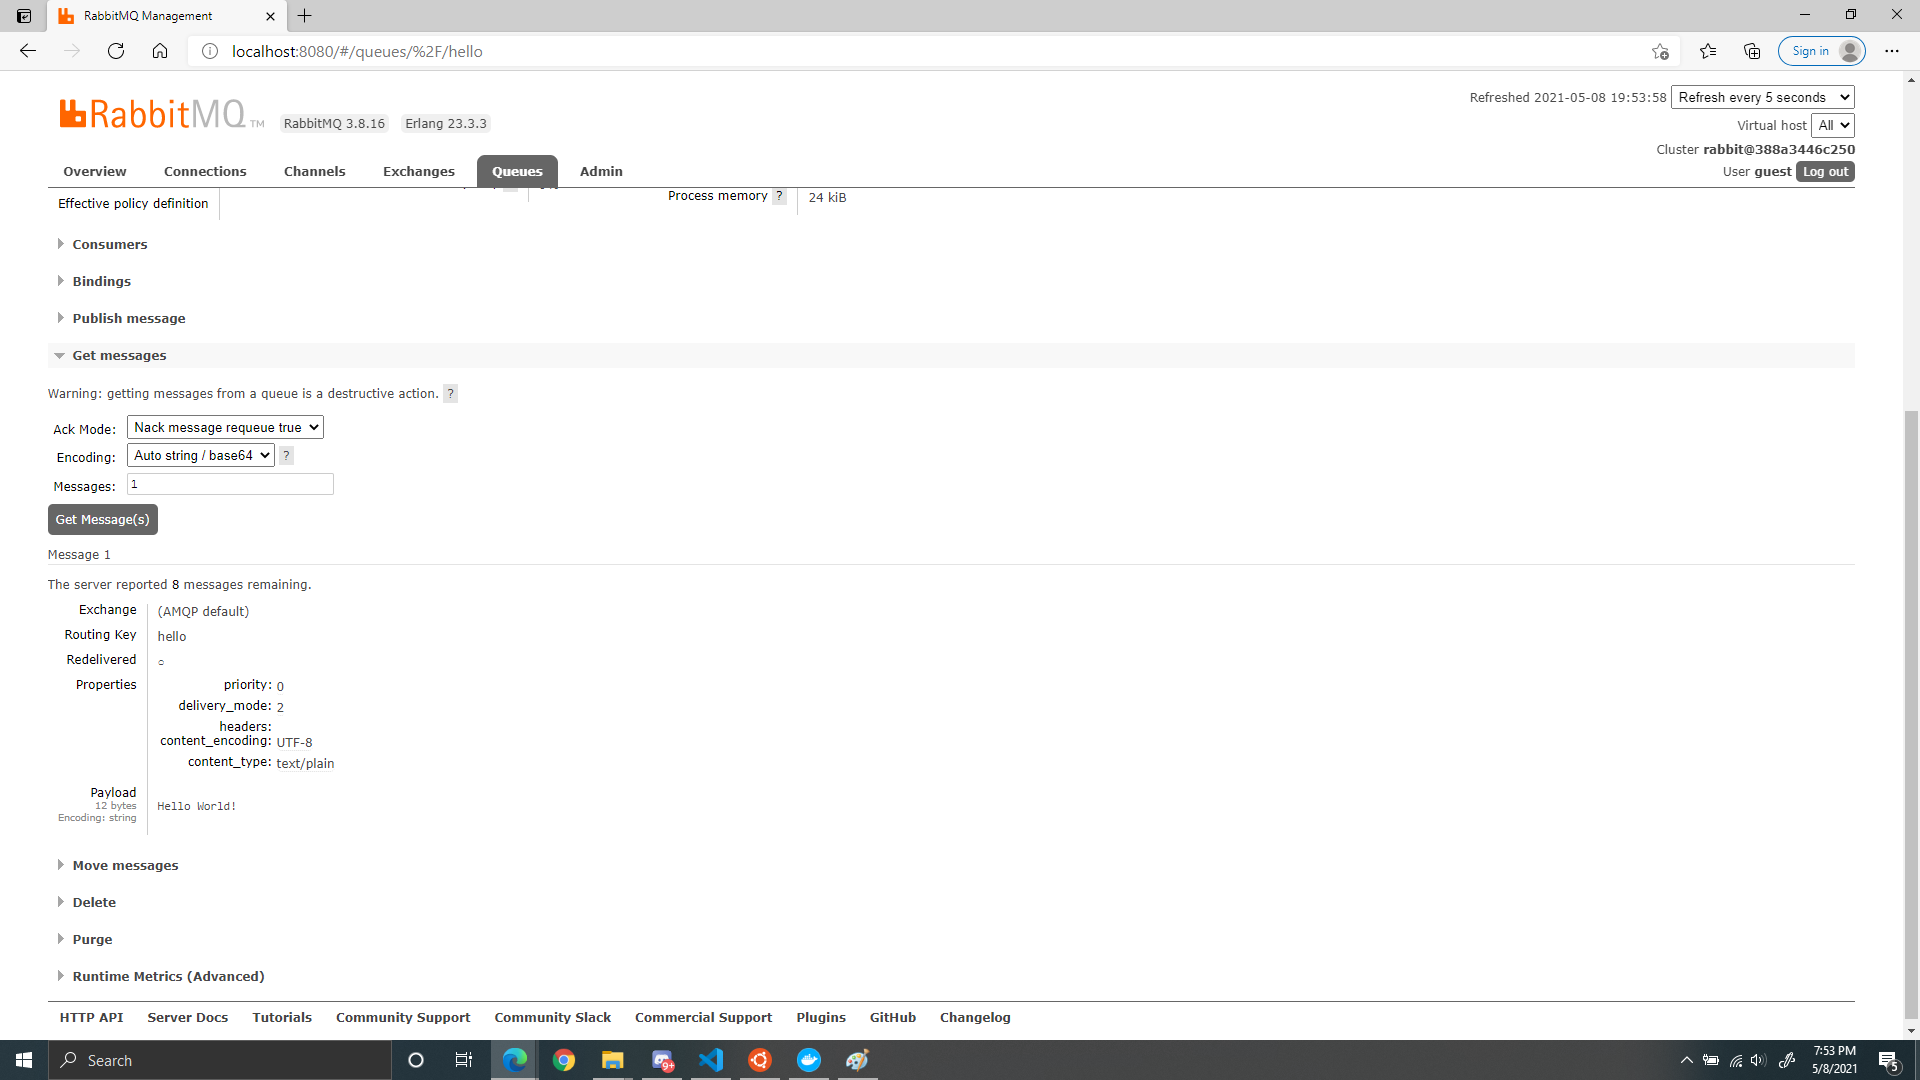 RabbitMQ Management
localhost:8080/#/queues/%2F/hello
Sign in
RabbitMQ TM
RabbitMQ 3.8.16
Erlang 23.3.3
Refreshed 2021-05-08 19:53:58 Refresh every 5 seconds
Virtual host All
Cluster rabbit@388a3446c250
User guest Log out
Overview Connections Channels Exchanges Queues Admin
Effective policy definition
Process memory ? 24 kiB
Consumers
Bindings
Publish message
Get messages
Warning: getting messages from a queue is a destructive action. ?
Ack Mode: Nack message requeue true
Encoding: Auto string / base64 ?
Messages: 1
Get Message(s)
Message 1
The server reported 8 messages remaining.
Exchange (AMQP default)
Routing Key hello
Redelivered ○
Properties priority: 0
delivery_mode: 2
headers:
content_encoding: UTF-8
content_type: text/plain
Payload
12 bytes
Encoding: string
Hello World!
Move messages
Delete
Purge
Runtime Metrics (Advanced)
HTTP API Server Docs Tutorials Community Support Community Slack Commercial Support Plugins GitHub Changelog
Search
9+
7:53 PM
5/8/2021
5